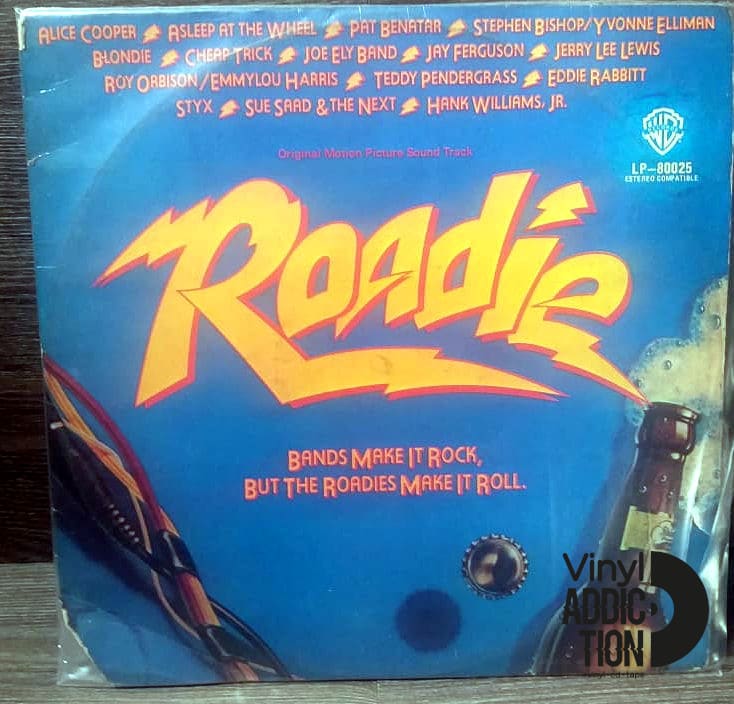 ALICE COOPER ASLEEP AT THE WHEEL PAT BENATAR STEPHEN BISHOP/YVONNE ELLIMAN
BLONDIE CHEAP TRICK JOE ELY BAND JAY FERGUSON JERRY LEE LEWIS
ROY ORBISON/EMMYLOU HARRIS TEDDY PENDERGRASS EDDIE RABBITT
STYX SUE SAAD & THE NEXT HANK WILLIAMS, JR.
Original Motion Picture Sound Track
LP-80025
ESTEREO COMPATIBLE
Roadie
BANDS MAKE IT ROCK,
BUT THE ROADIES MAKE IT ROLL.
Vinyl
ADDIC
TION
vinyl cd tape